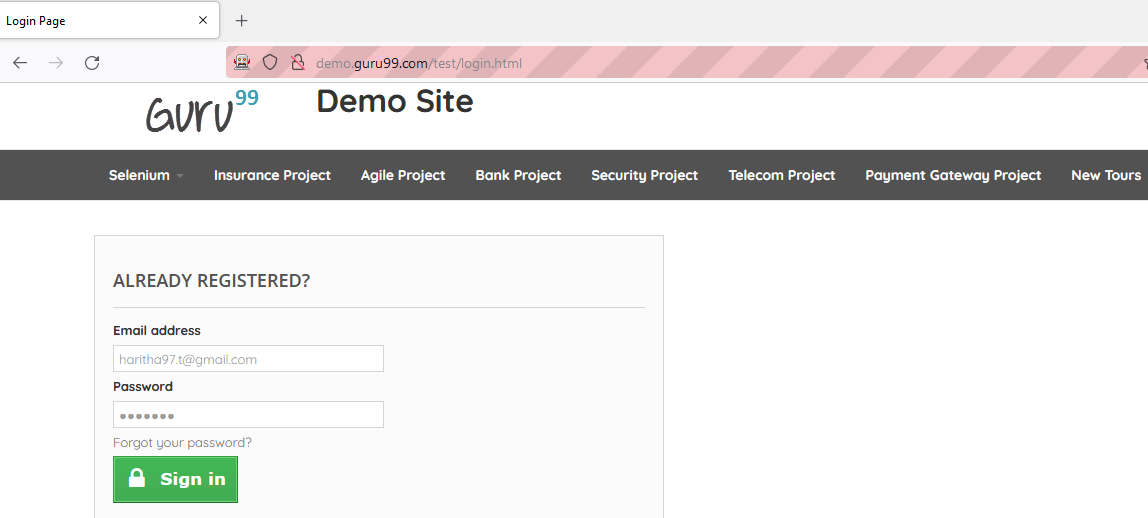 Login Page
demo.guru99.com/test/login.html
Guru99 Demo Site
Selenium Insurance Project Agile Project Bank Project Security Project Telecom Project Payment Gateway Project New Tours
ALREADY REGISTERED?
Email address
haritha97.t@gmail.com
Password
●●●●●●●
Forgot your password?
Sign in